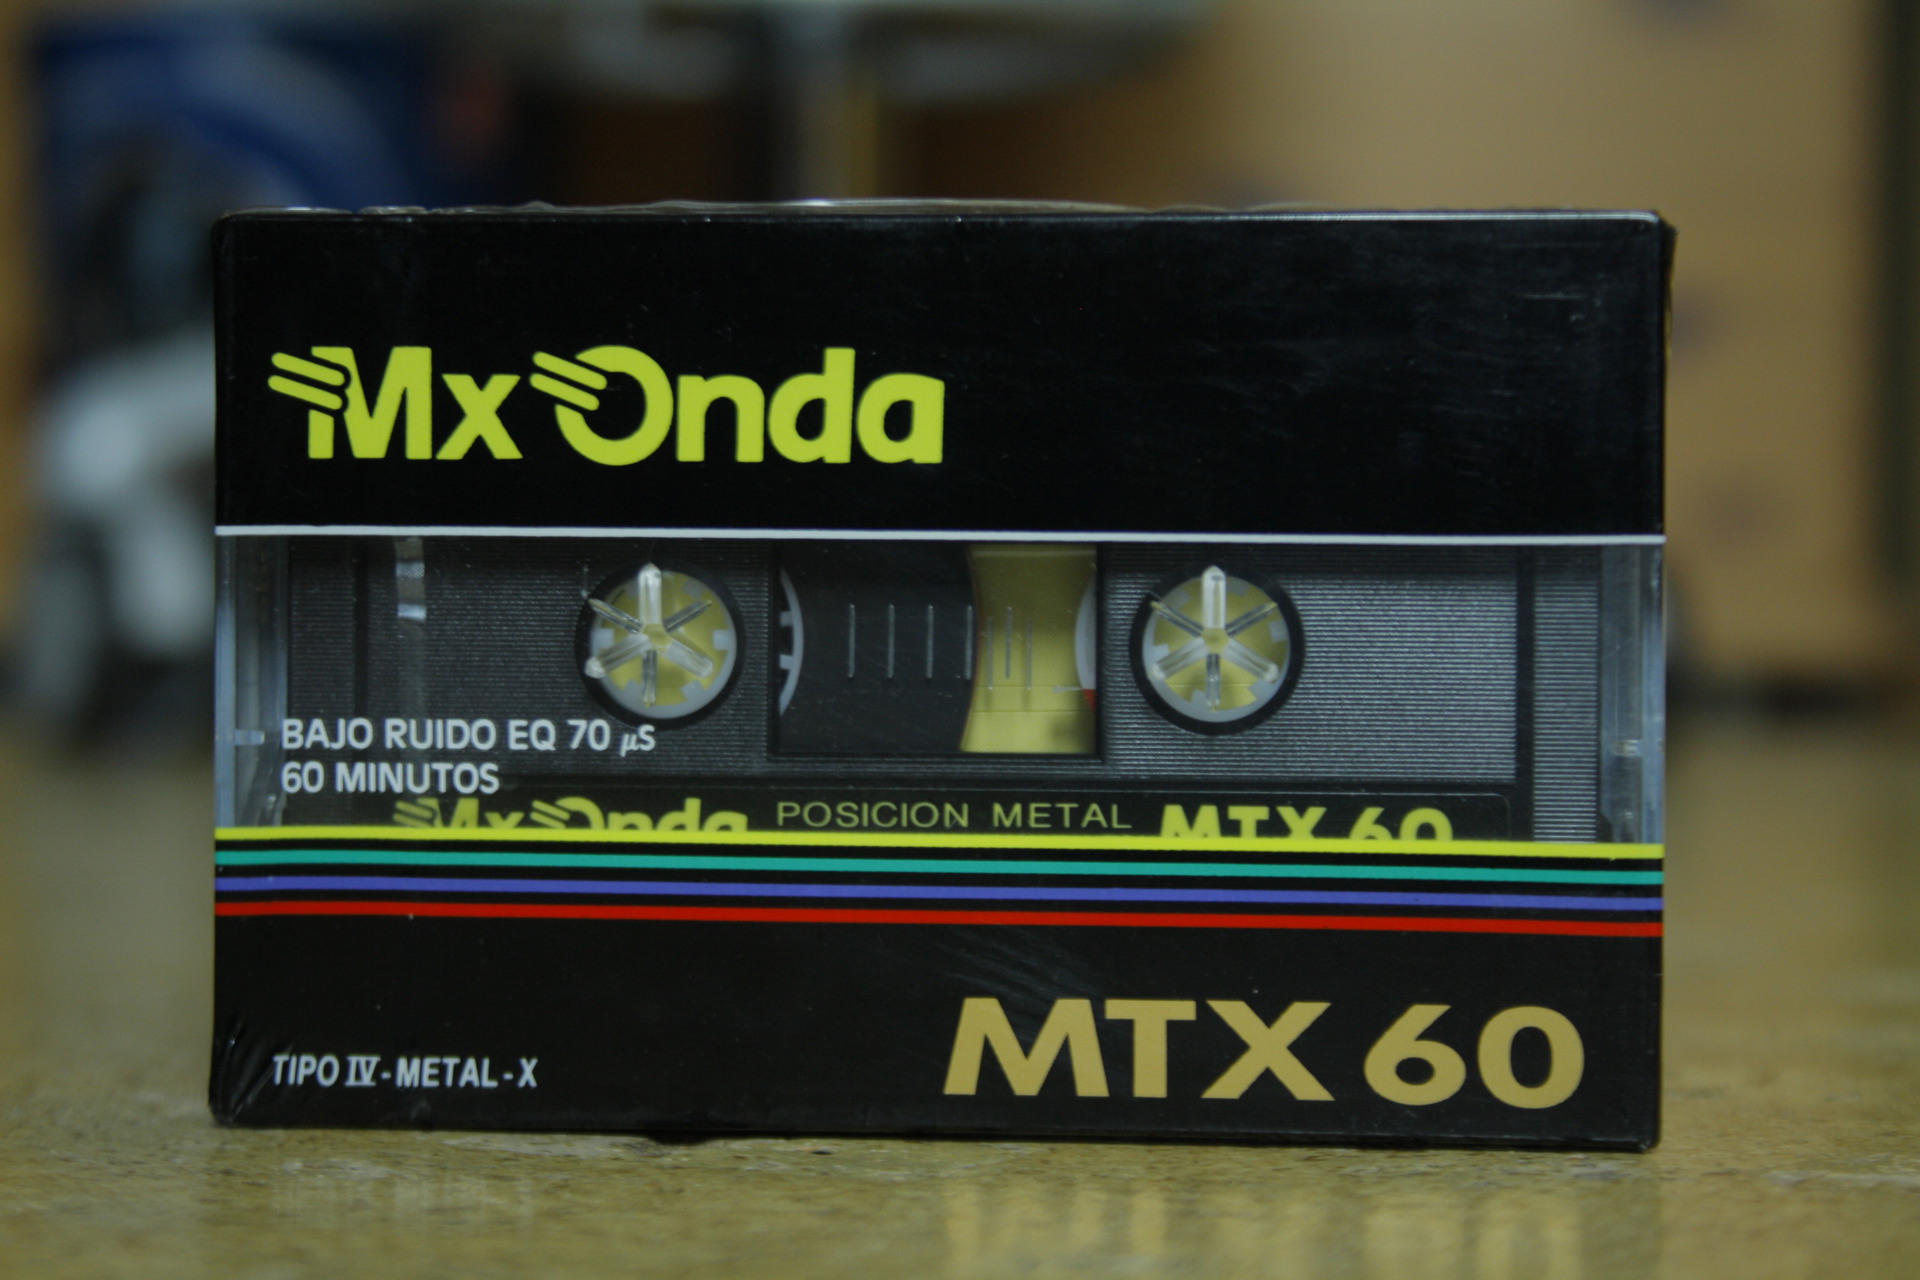 Mx Onda
BAJO RUIDO EQ 70 µS
60 MINUTOS
Mx Onda POSICION METAL MTX 60
TIPO IV-METAL-X
MTX 60